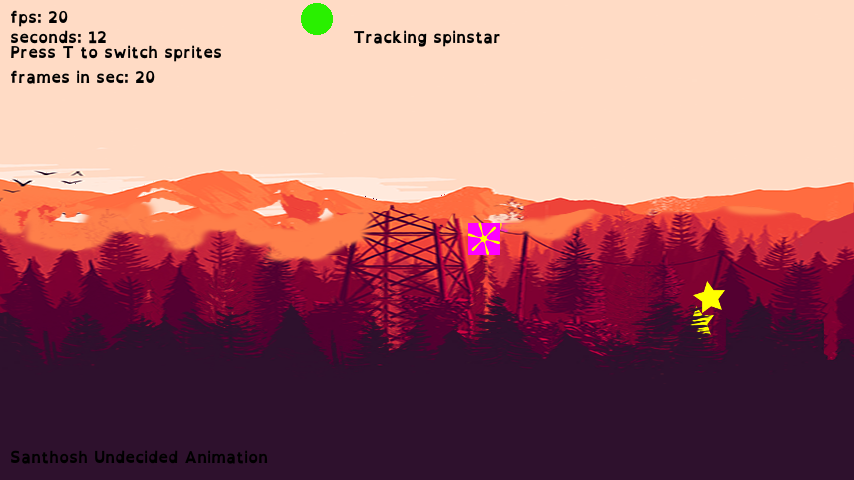 fps: 20
seconds: 12
Tracking spinstar
Press T to switch sprites
frames in sec: 20
Santhosh Undecided Animation